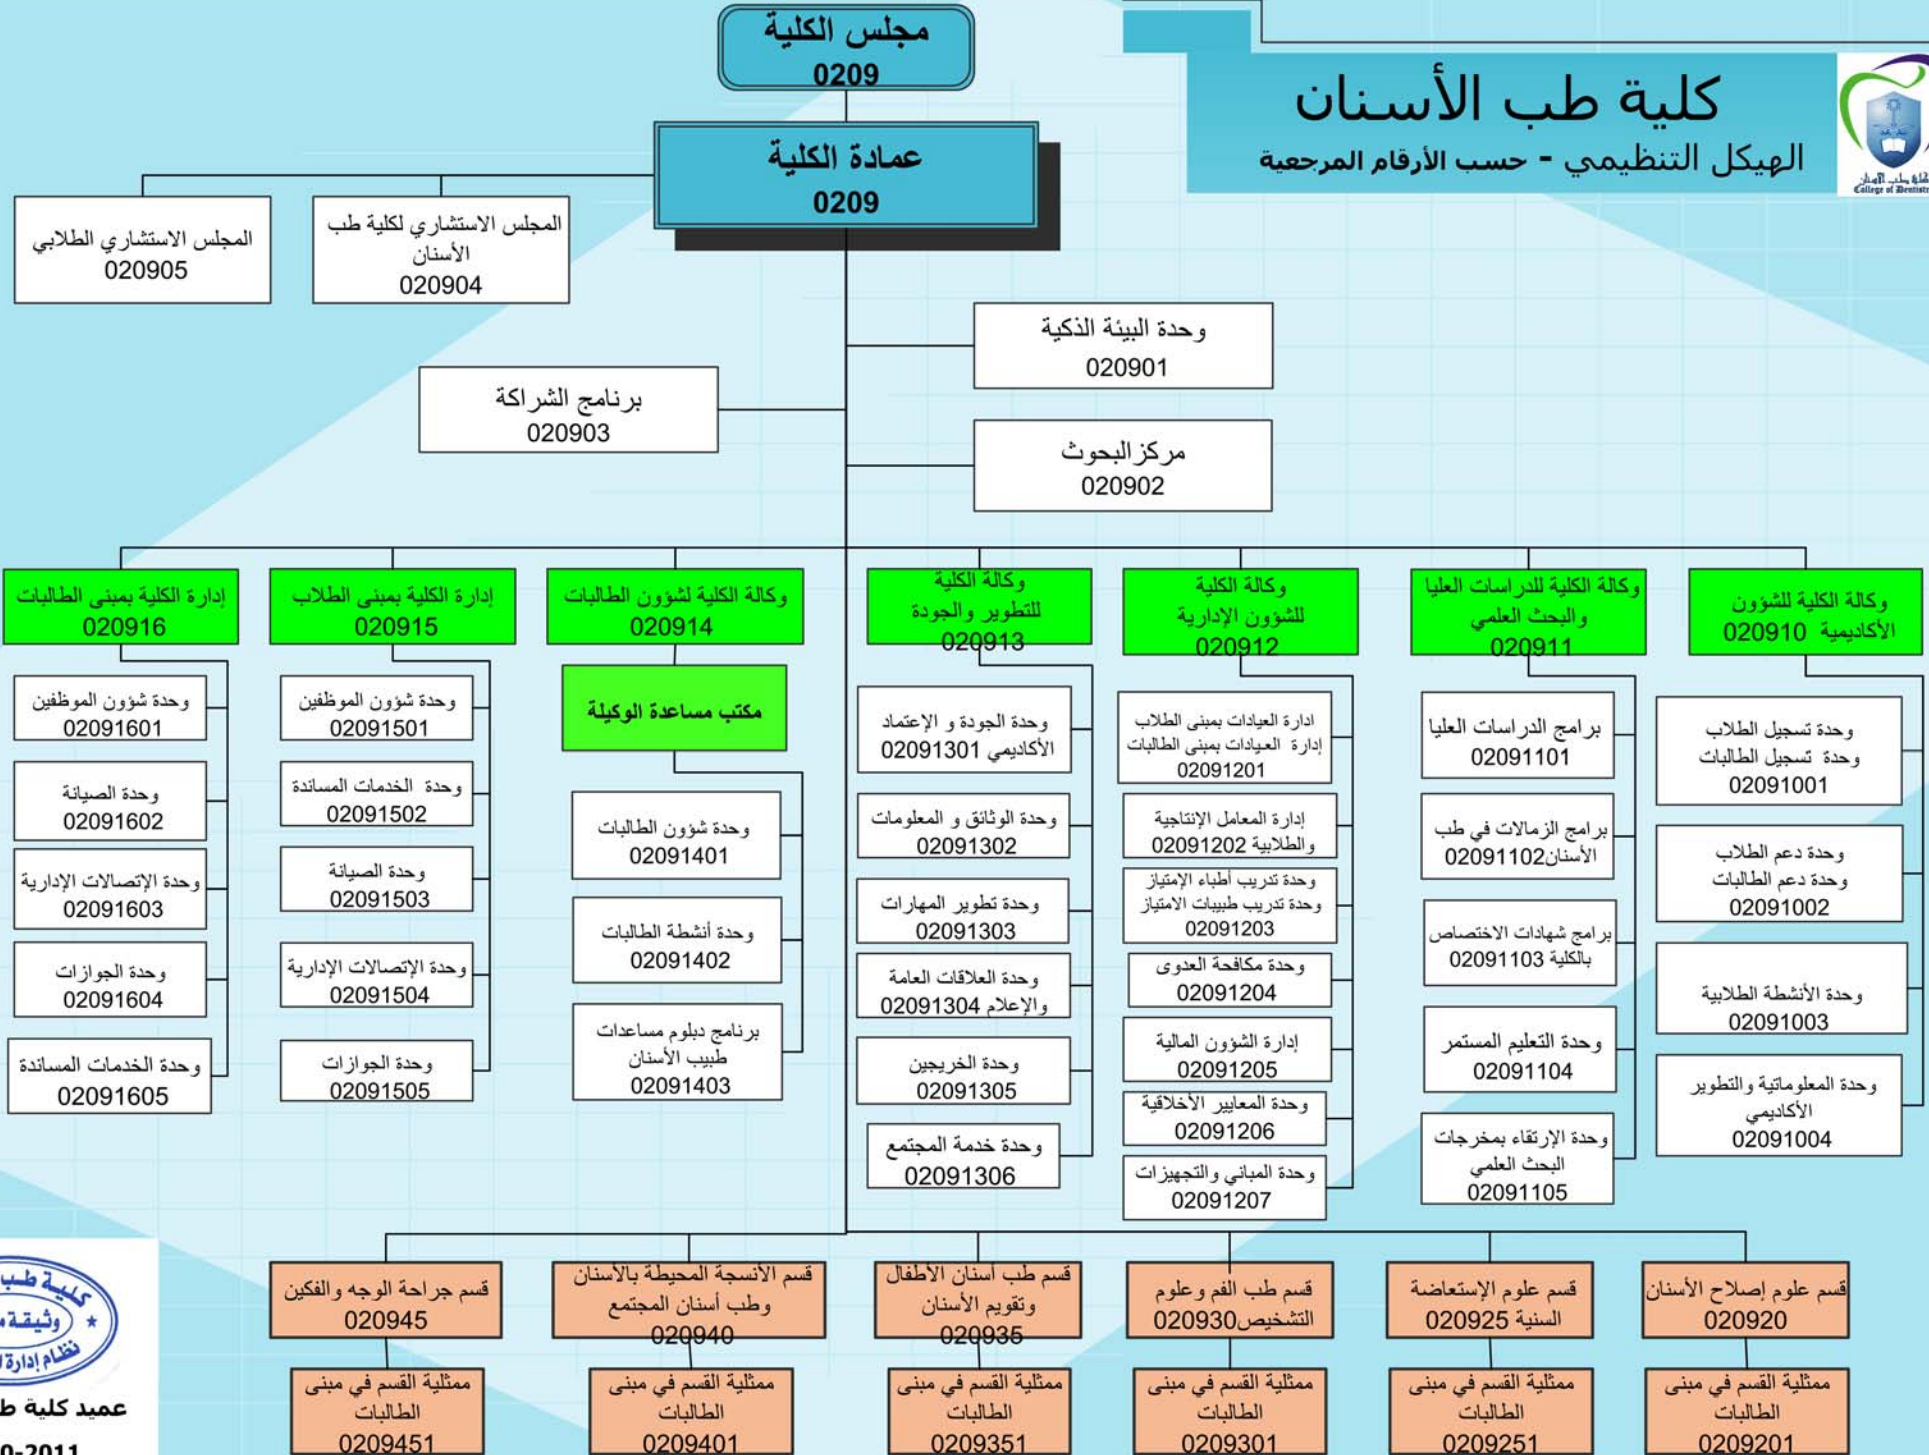 مجلس الكلية
0209
كلية طب الأسنان
الهيكل التنظيمي - حسب الأرقام المرجعية
College of Dentistry
عمادة الكلية
0209
المجلس الاستشاري لكلية طب
الأسنان
020904
المجلس الاستشاري الطلابي
020905
وحدة البيئة الذكية
020901
برنامج الشراكة
020903
مركز البحوث
020902
وكالة الكلية للشؤون
الأكاديمية 020910
وكالة الكلية للدراسات العليا
والبحث العلمي
020911
وكالة الكلية
للشؤون الإدارية
020912
وكالة الكلية
للتطوير والجودة
020913
وكالة الكلية لشؤون الطالبات
020914
إدارة الكلية بمبنى الطلاب
020915
إدارة الكلية بمبنى الطالبات
020916
وحدة تسجيل الطلاب
وحدة تسجيل الطالبات
02091001
وحدة دعم الطلاب
وحدة دعم الطالبات
02091002
وحدة الأنشطة الطلابية
02091003
وحدة المعلوماتية والتطوير
الأكاديمي
02091004
برامج الدراسات العليا
02091101
برامج الزمالات في طب
الأسنان02091102
برامج شهادات الاختصاص
بالكلية 02091103
وحدة التعليم المستمر
02091104
وحدة الإرتقاء بمخرجات
البحث العلمي
02091105
ادارة العيادات بمبنى الطلاب
إدارة العيادات بمبنى الطالبات
02091201
إدارة المعامل الإنتاجية
والطلابية 02091202
وحدة تدريب أطباء الإمتياز
وحدة تدريب طبيبات الامتياز
02091203
وحدة مكافحة العدوى
02091204
إدارة الشؤون المالية
02091205
وحدة المعايير الأخلاقية
02091206
وحدة المباني والتجهيزات
02091207
وحدة الجودة و الإعتماد
الأكاديمي 02091301
وحدة الوثائق و المعلومات
02091302
وحدة تطوير المهارات
02091303
وحدة العلاقات العامة
والإعلام 02091304
وحدة الخريجين
02091305
وحدة خدمة المجتمع
02091306
مكتب مساعدة الوكيلة
وحدة شؤون الطالبات
02091401
وحدة أنشطة الطالبات
02091402
برنامج دبلوم مساعدات
طبيب الأسنان
02091403
وحدة شؤون الموظفين
02091501
وحدة الخدمات المساندة
02091502
وحدة الصيانة
02091503
وحدة الإتصالات الإدارية
02091504
وحدة الجوازات
02091505
وحدة شؤون الموظفين
02091601
وحدة الصيانة
02091602
وحدة الإتصالات الإدارية
02091603
وحدة الجوازات
02091604
وحدة الخدمات المساندة
02091605
قسم علوم إصلاح الأسنان
020920
قسم علوم الإستعاضة
السنية 020925
قسم طب الفم وعلوم
التشخيص020930
قسم طب أسنان الأطفال
وتقويم الأسنان
020935
قسم الأنسجة المحيطة بالأسنان
وطب أسنان المجتمع
020940
قسم جراحة الوجه والفكين
020945
ممثلية القسم في مبنى
الطالبات
0209201
ممثلية القسم في مبنى
الطالبات
0209251
ممثلية القسم في مبنى
الطالبات
0209301
ممثلية القسم في مبنى
الطالبات
0209351
ممثلية القسم في مبنى
الطالبات
0209401
ممثلية القسم في مبنى
الطالبات
0209451
كلية طب
وثيقة
نظام إدارة
عميد كلية
2011